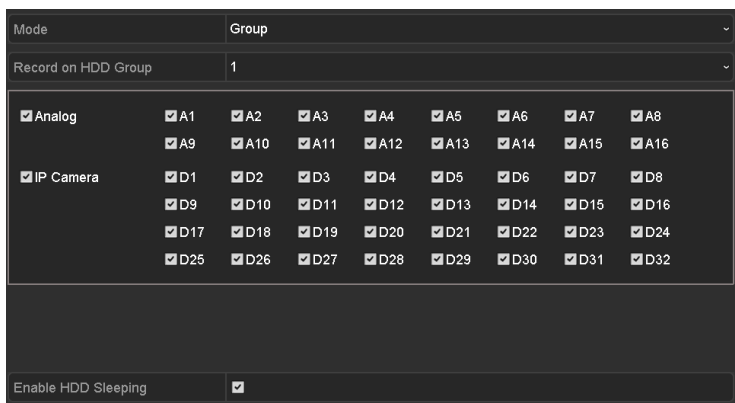 Mode Group
Record on HDD Group 1
Analog A1 A2 A3 A4 A5 A6 A7 A8
A9 A10 A11 A12 A13 A14 A15 A16
IP Camera D1 D2 D3 D4 D5 D6 D7 D8
D9 D10 D11 D12 D13 D14 D15 D16
D17 D18 D19 D20 D21 D22 D23 D24
D25 D26 D27 D28 D29 D30 D31 D32
Enable HDD Sleeping